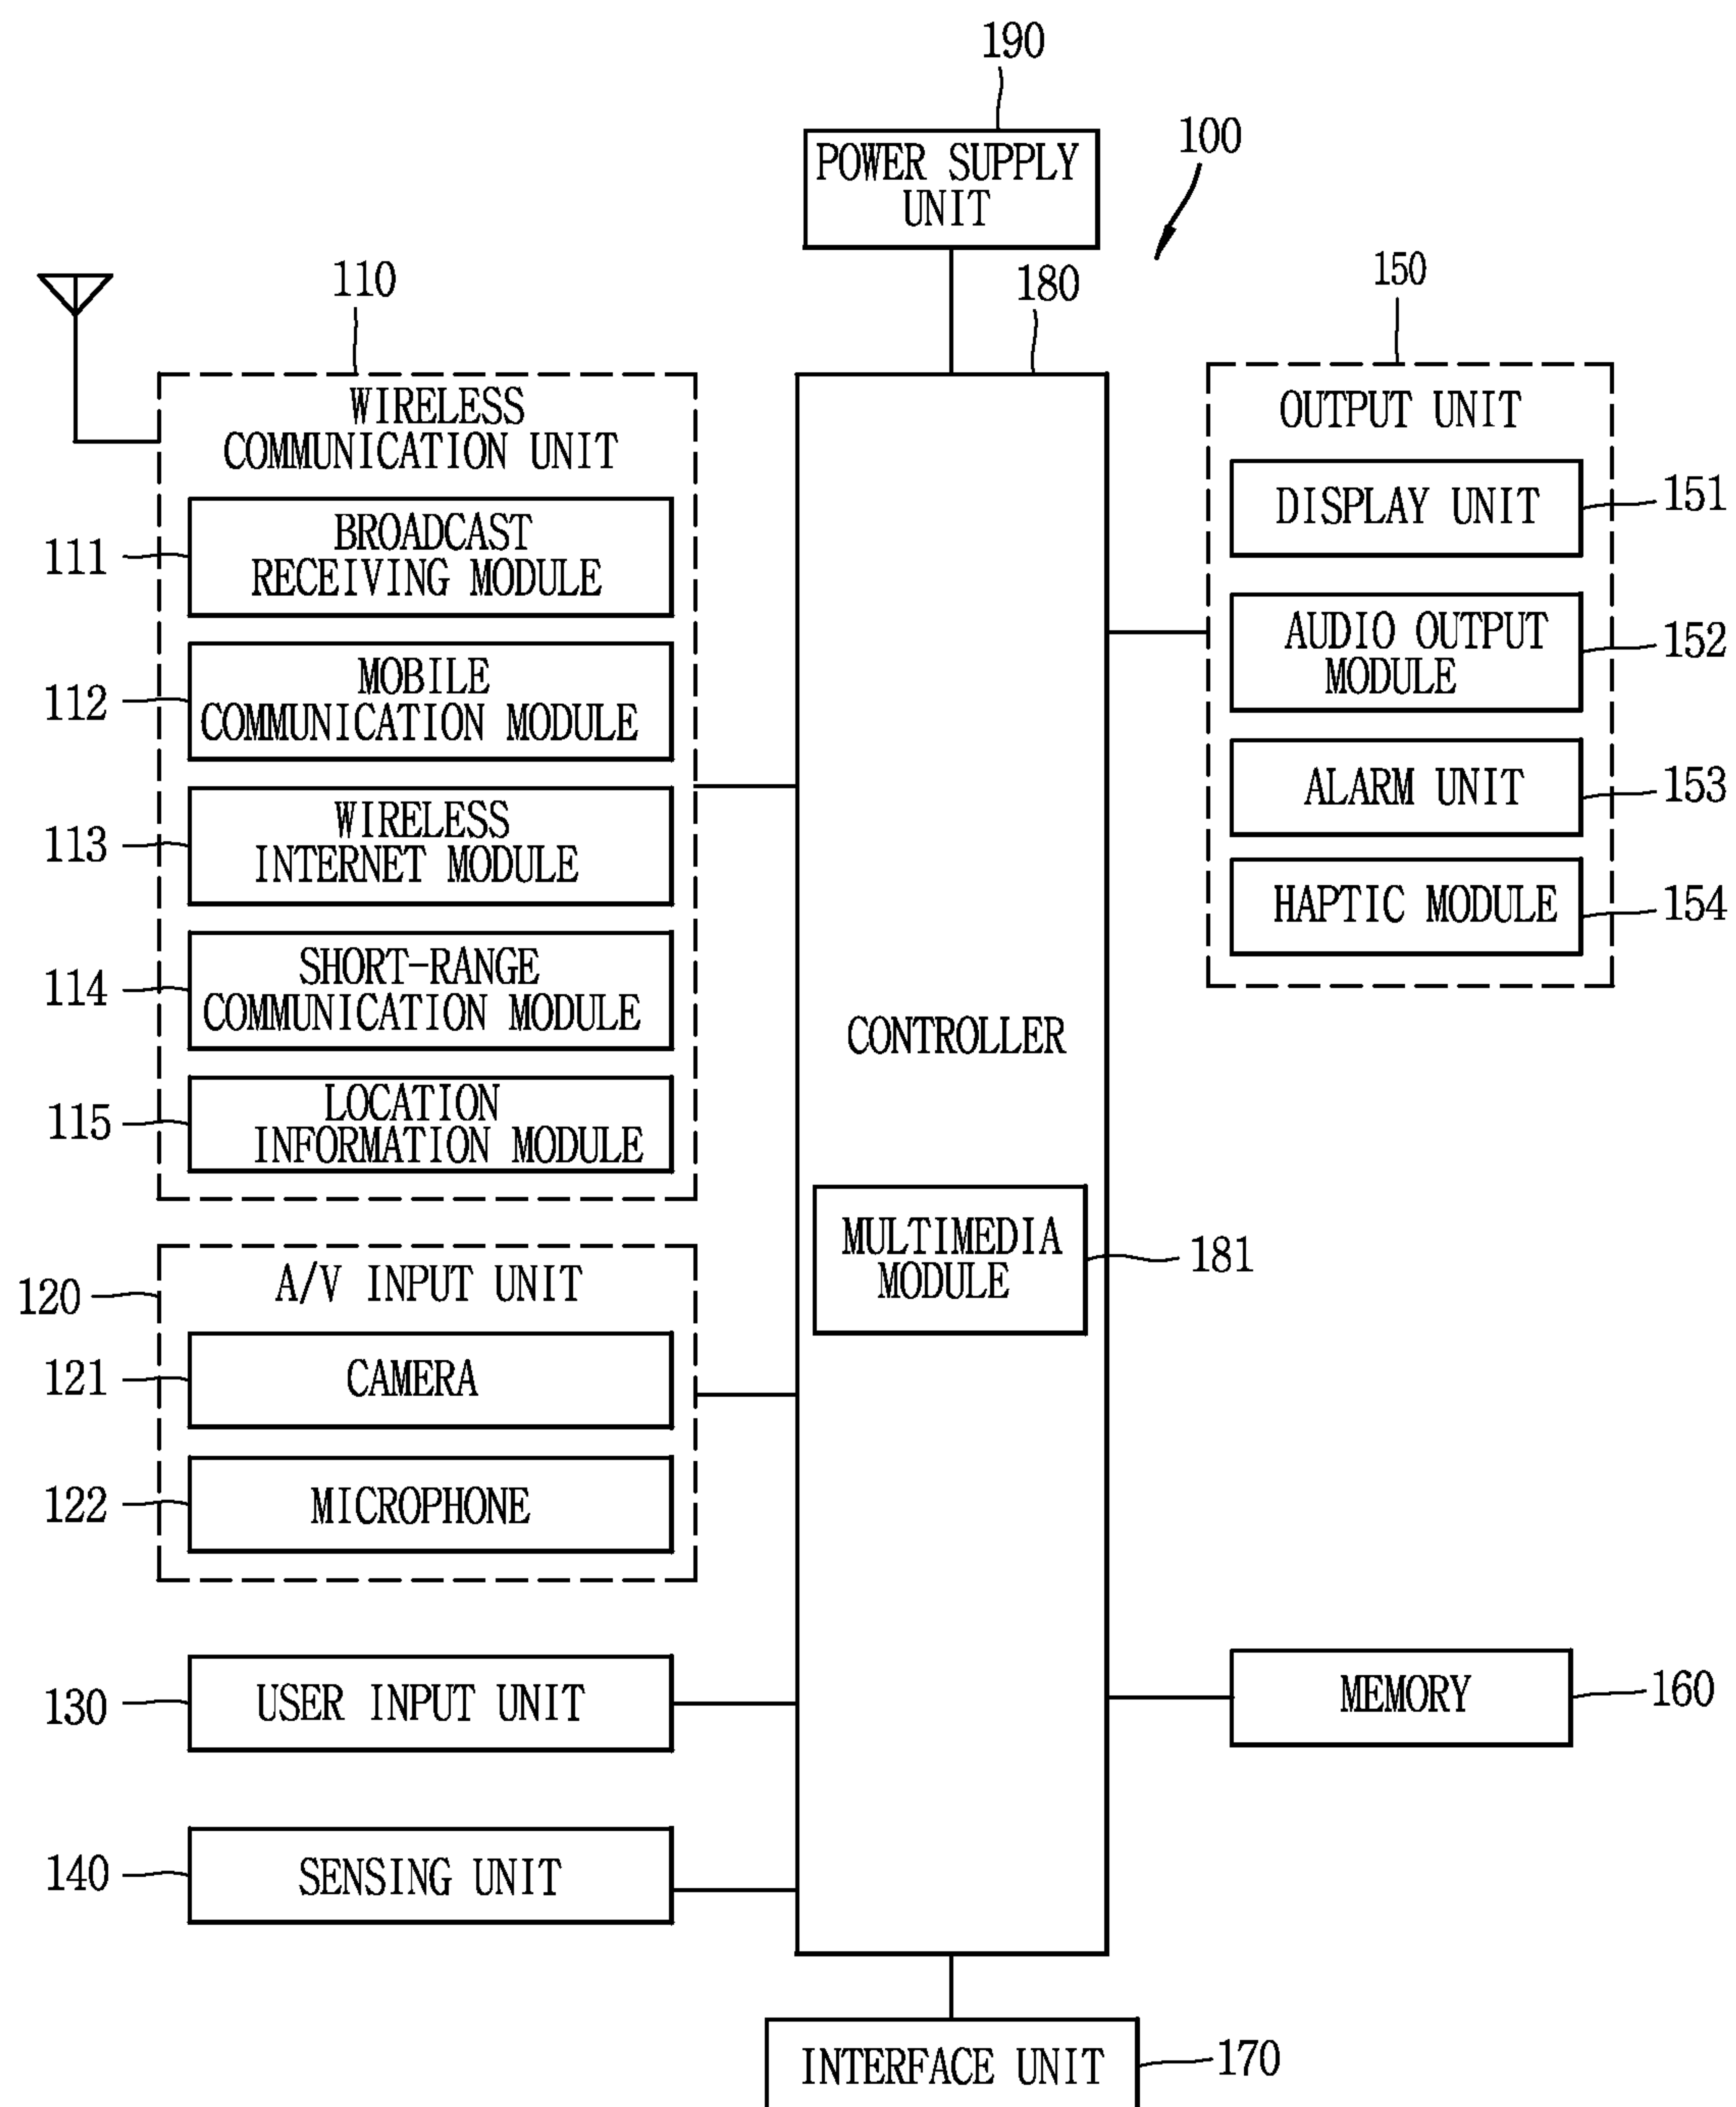 190
POWER SUPPLY
UNIT
100
110
180
150
WIRELESS
COMMUNICATION UNIT
111
BROADCAST
RECEIVING MODULE
112
MOBILE
COMMUNICATION MODULE
113
WIRELESS
INTERNET MODULE
114
SHORT-RANGE
COMMUNICATION MODULE
115
LOCATION
INFORMATION MODULE
120
A/V INPUT UNIT
121
CAMERA
122
MICROPHONE
130
USER INPUT UNIT
140
SENSING UNIT
CONTROLLER
MULTIMEDIA
MODULE
181
OUTPUT UNIT
DISPLAY UNIT
151
AUDIO OUTPUT
MODULE
152
ALARM UNIT
153
HAPTIC MODULE
154
MEMORY
160
INTERFACE UNIT
170